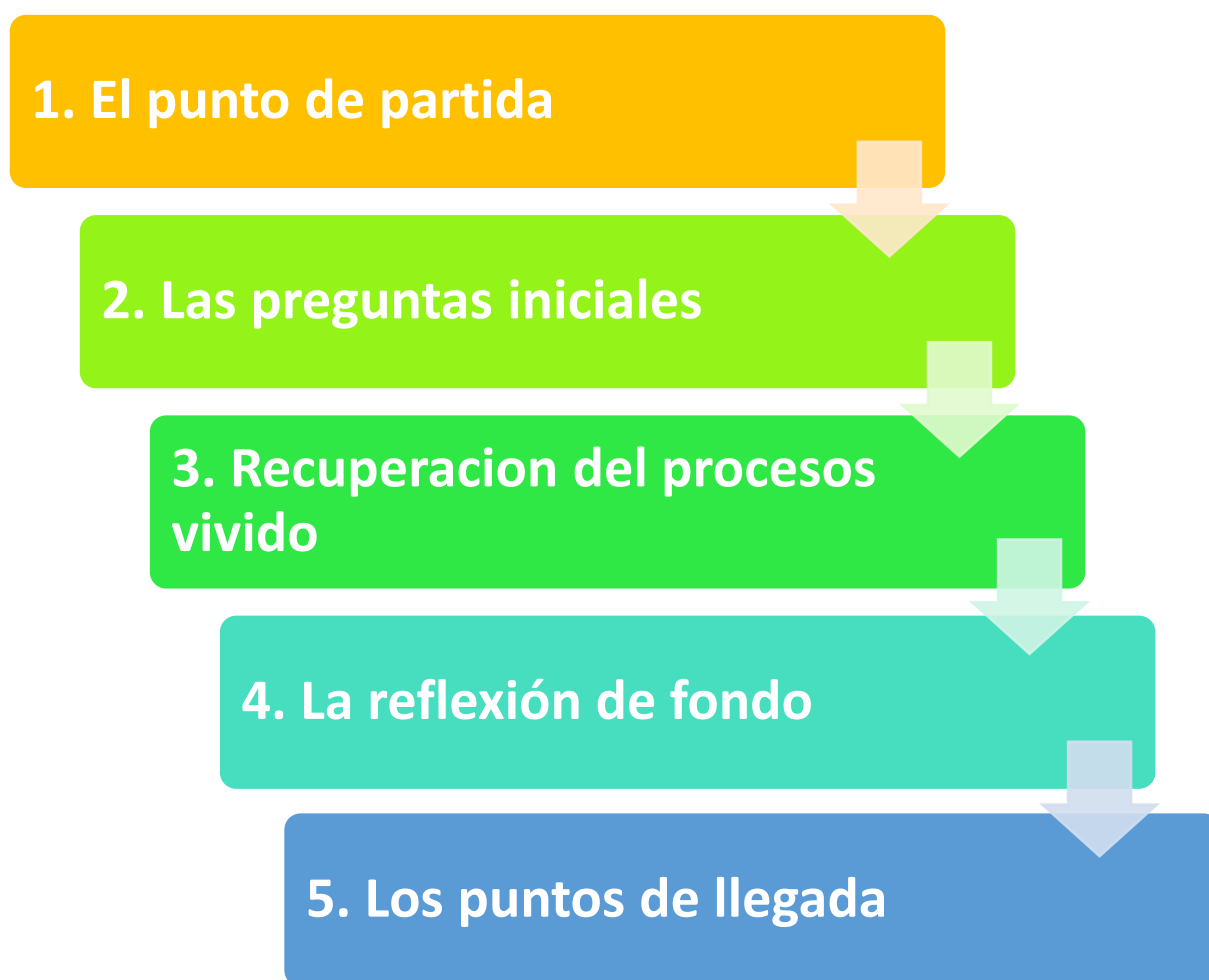 1. El punto de partida
2. Las preguntas iniciales
3. Recuperacion del procesos
vivido
4. La reflexión de fondo
5. Los puntos de llegada